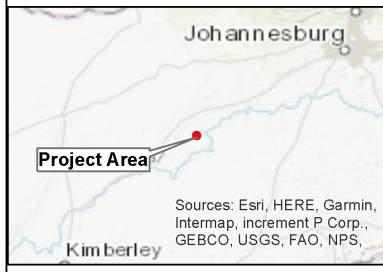 Johannesburg
Project Area
Sources: Esri, HERE, Garmin,
Intermap, increment P Corp.,
GEBCO, USGS, FAO, NPS,
Kimberley